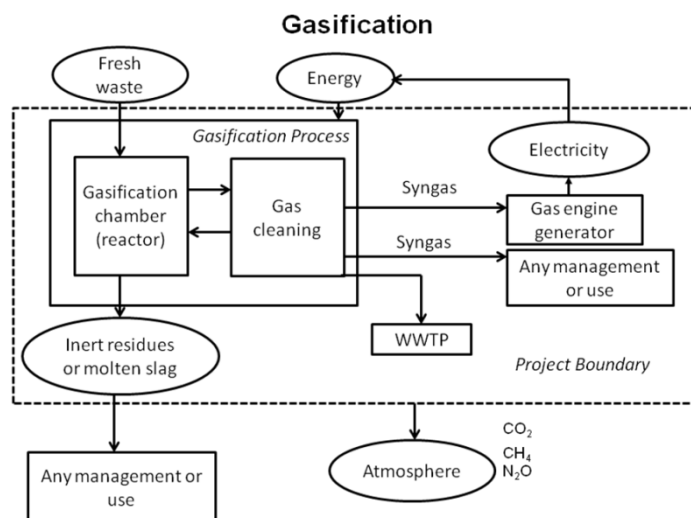 Gasification
Fresh
waste
Energy
Gasification Process
Electricity
Gasification
chamber
(reactor)
Gas
cleaning
Syngas
Gas engine
generator
Syngas
Any management
or use
WWTP
Inert residues
or molten slag
Project Boundary
Any management or
use
Atmosphere
CO₂
CH₄
N₂O